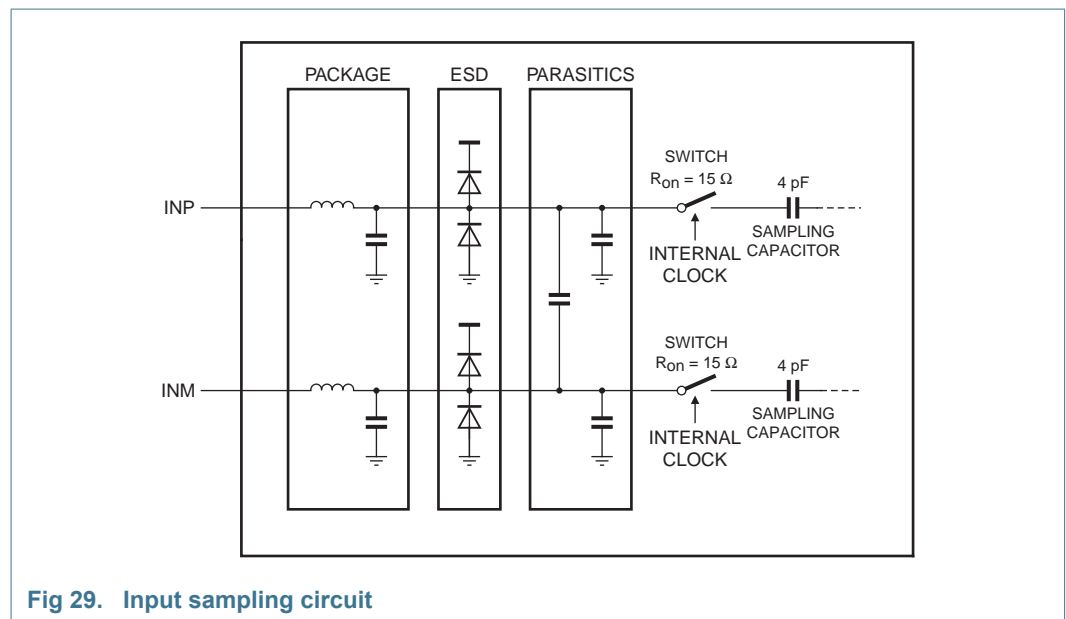 PACKAGE
ESD
PARASITICS
SWITCH
Ron = 15 Ω
4 pF
INP
INTERNAL
CLOCK
SAMPLING
CAPACITOR
SWITCH
Ron = 15 Ω
4 pF
INM
INTERNAL
CLOCK
SAMPLING
CAPACITOR
Fig 29. Input sampling circuit